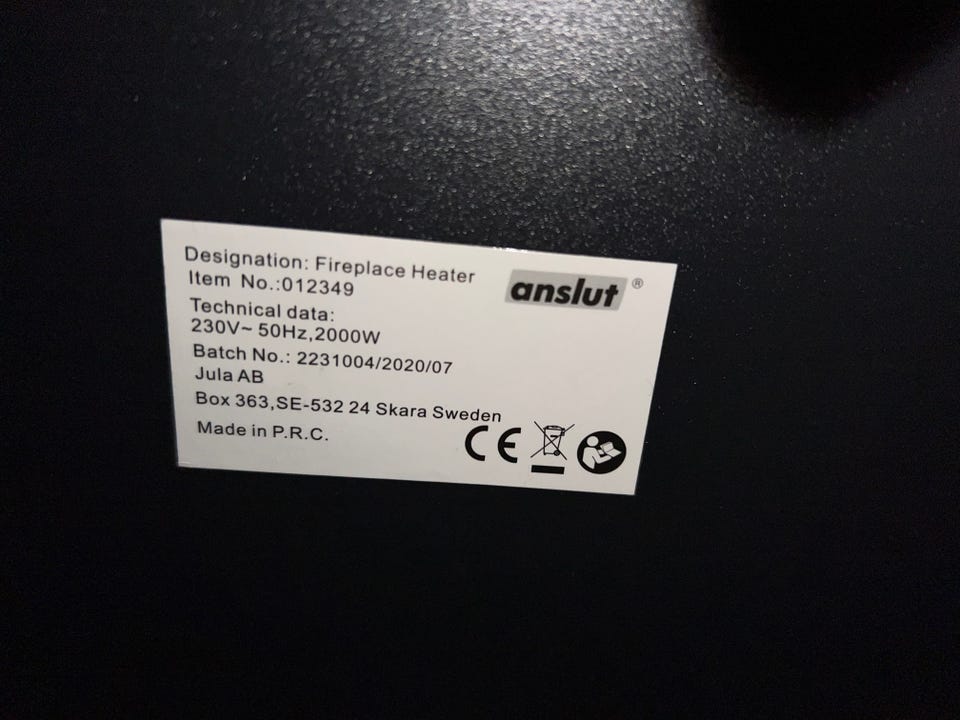 Designation: Fireplace Heater
anslut ®
Item No.:012349
Technical data:
230V~ 50Hz,2000W
Batch No.: 2231004/2020/07
Jula AB
Box 363,SE-532 24 Skara Sweden
Made in P.R.C.
CE